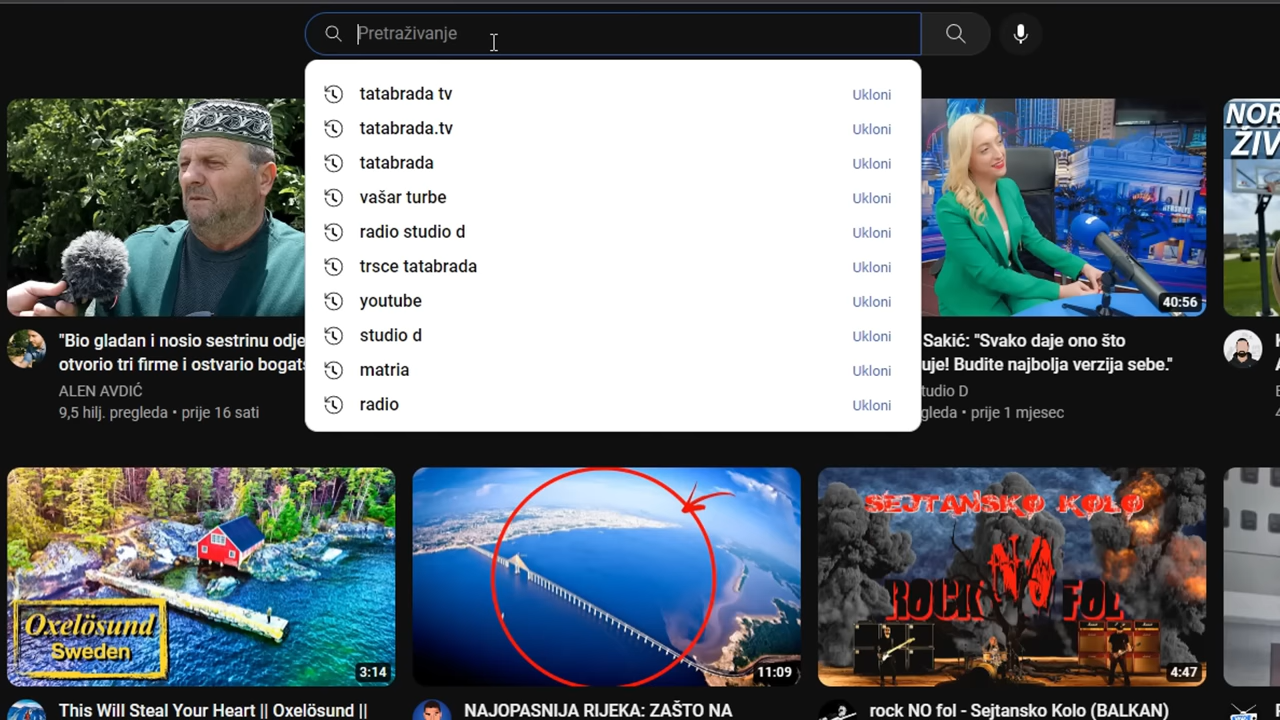 Pretraživanje
tatabrada tv
Ukloni
tatabrada.tv
Ukloni
tatabrada
Ukloni
vašar turbe
Ukloni
radio studio d
Ukloni
trsce tatabrada
Ukloni
youtube
Ukloni
studio d
Ukloni
matria
Ukloni
radio
Ukloni
NOR
ŽIV
40:56
"Bio gladan i nosio sestrinu odje
otvorio tri firme i ostvario bogats
ALEN AVDIĆ
9,5 hilj. pregleda • prije 16 sati
Sakić: "Svako daje ono što
uje! Budite najbolja verzija sebe."
tudio D
gleda • prije 1 mjesec
Oxelösund
Sweden
3:14
11:09
SEJTANSKO KOLO
ROCK NO FOL
4:47
This Will Steal Your Heart || Oxelösund ||
NAJOPASNIJA RIJEKA: ZAŠTO NA
rock NO fol - Sejtansko Kolo (BALKAN)